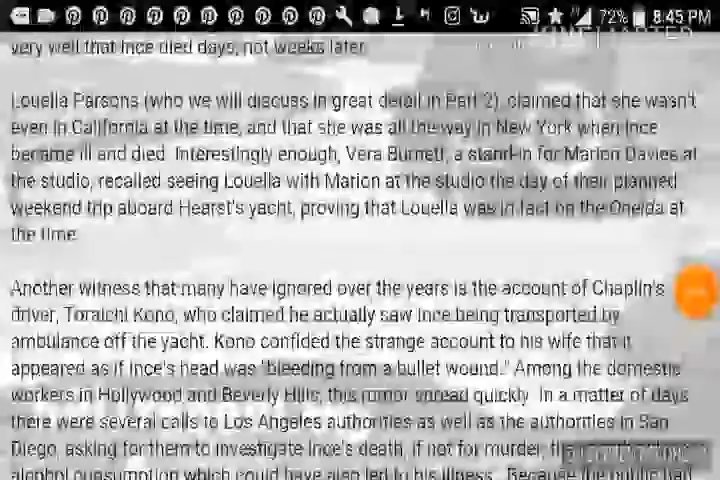 72% 8:45 PM
very well that Ince died days, not weeks later.
Louella Parsons (who we will discuss in great detail in Part 2), claimed that she wasn't
even in California at the time, and that she was all the way in New York when Ince
became ill and died. Interestingly enough, Vera Burnett, a stand-in for Marion Davies at
the studio, recalled seeing Louella with Marion at the studio the day of their planned
weekend trip aboard Hearst's yacht, proving that Louella was in fact on the Oneida at
the time.
Another witness that many have ignored over the years is the account of Chaplin's
driver, Toraichi Kono, who claimed he actually saw Ince being transported by
ambulance off the yacht. Kono confided the strange account to his wife that it
appeared as if Ince's head was "bleeding from a bullet wound." Among the domestic
workers in Hollywood and Beverly Hills, this rumor spread quickly. In a matter of days
there were several calls to Los Angeles authorities as well as the authorities in San
Diego, asking for them to investigate Ince's death, if not for murder,
alcohol consumption which could have also led to his illness. Because the public had